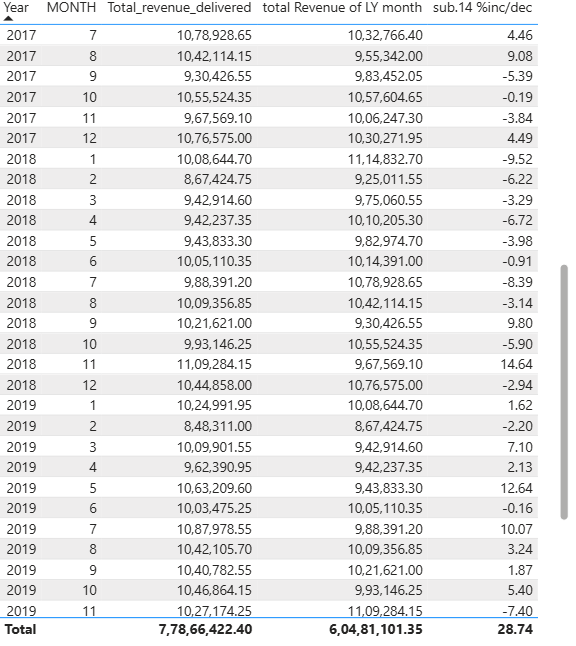 Year MONTH Total_revenue_delivered total Revenue of LY month sub.14 %inc/dec
2017 7 10,78,928.65 10,32,766.40 4.46
2017 8 10,42,114.15 9,55,342.00 9.08
2017 9 9,30,426.55 9,83,452.05 -5.39
2017 10 10,55,524.35 10,57,604.65 -0.19
2017 11 9,67,569.10 10,06,247.30 -3.84
2017 12 10,76,575.00 10,30,271.95 4.49
2018 1 10,08,644.70 11,14,832.70 -9.52
2018 2 8,67,424.75 9,25,011.55 -6.22
2018 3 9,42,914.60 9,75,060.55 -3.29
2018 4 9,42,237.35 10,10,205.30 -6.72
2018 5 9,43,833.30 9,82,974.70 -3.98
2018 6 10,05,110.35 10,14,391.00 -0.91
2018 7 9,88,391.20 10,78,928.65 -8.39
2018 8 10,09,356.85 10,42,114.15 -3.14
2018 9 10,21,621.00 9,30,426.55 9.80
2018 10 9,93,146.25 10,55,524.35 -5.90
2018 11 11,09,284.15 9,67,569.10 14.64
2018 12 10,44,858.00 10,76,575.00 -2.94
2019 1 10,24,991.95 10,08,644.70 1.62
2019 2 8,48,311.00 8,67,424.75 -2.20
2019 3 10,09,901.55 9,42,914.60 7.10
2019 4 9,62,390.95 9,42,237.35 2.13
2019 5 10,63,209.60 9,43,833.30 12.64
2019 6 10,03,475.25 10,05,110.35 -0.16
2019 7 10,87,978.55 9,88,391.20 10.07
2019 8 10,42,105.70 10,09,356.85 3.24
2019 9 10,40,782.55 10,21,621.00 1.87
2019 10 10,46,864.15 9,93,146.25 5.40
2019 11 10,27,174.25 11,09,284.15 -7.40
Total 7,78,66,422.40 6,04,81,101.35 28.74